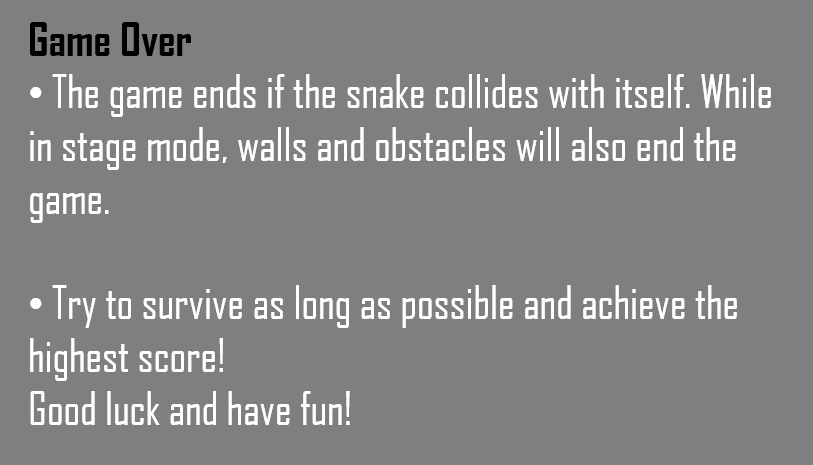 Game Over
• The game ends if the snake collides with itself. While
in stage mode, walls and obstacles will also end the
game.
• Try to survive as long as possible and achieve the
highest score!
Good luck and have fun!